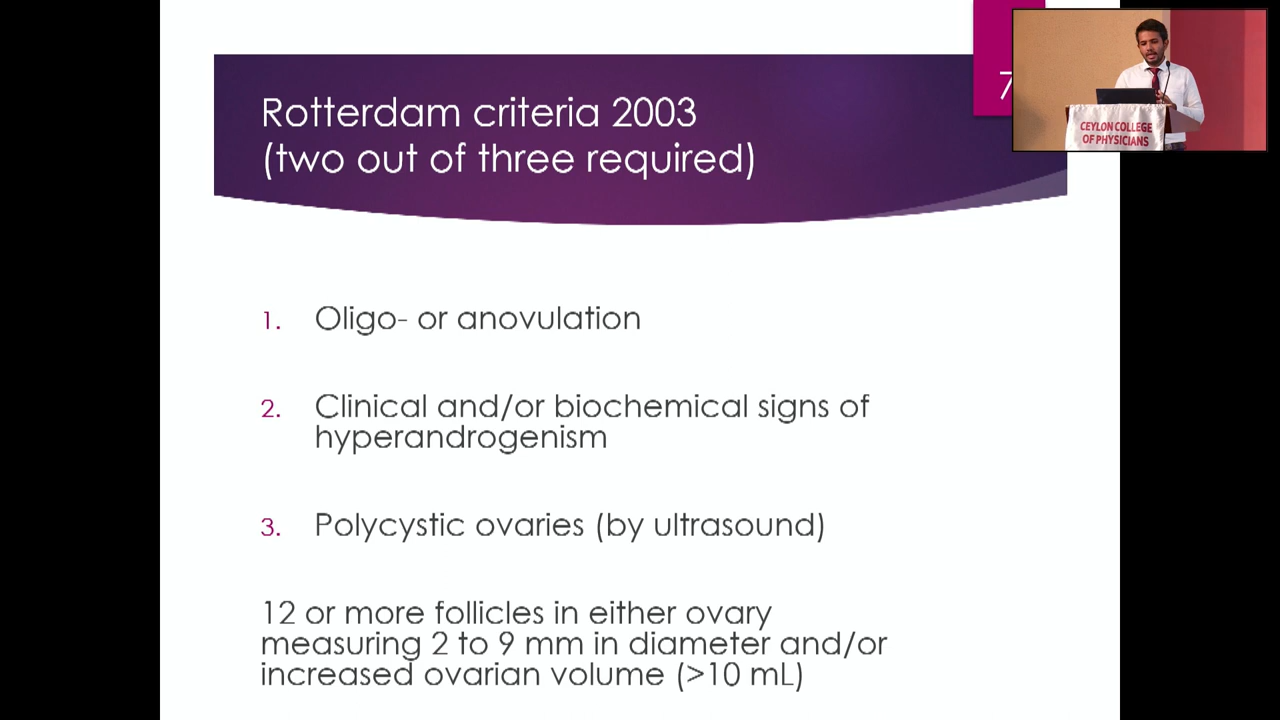 Rotterdam criteria 2003
(two out of three required)
7
CEYLON COLLEGE
OF PHYSICIANS
1. Oligo- or anovulation
2. Clinical and/or biochemical signs of
hyperandrogenism
3. Polycystic ovaries (by ultrasound)
12 or more follicles in either ovary
measuring 2 to 9 mm in diameter and/or
increased ovarian volume (>10 mL)